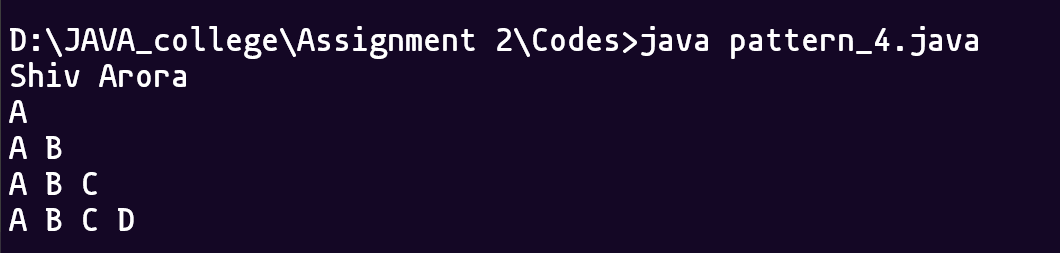 D:\JAVA_college\Assignment 2\Codes>java pattern_4.java
Shiv Arora
A
A B
A B C
A B C D